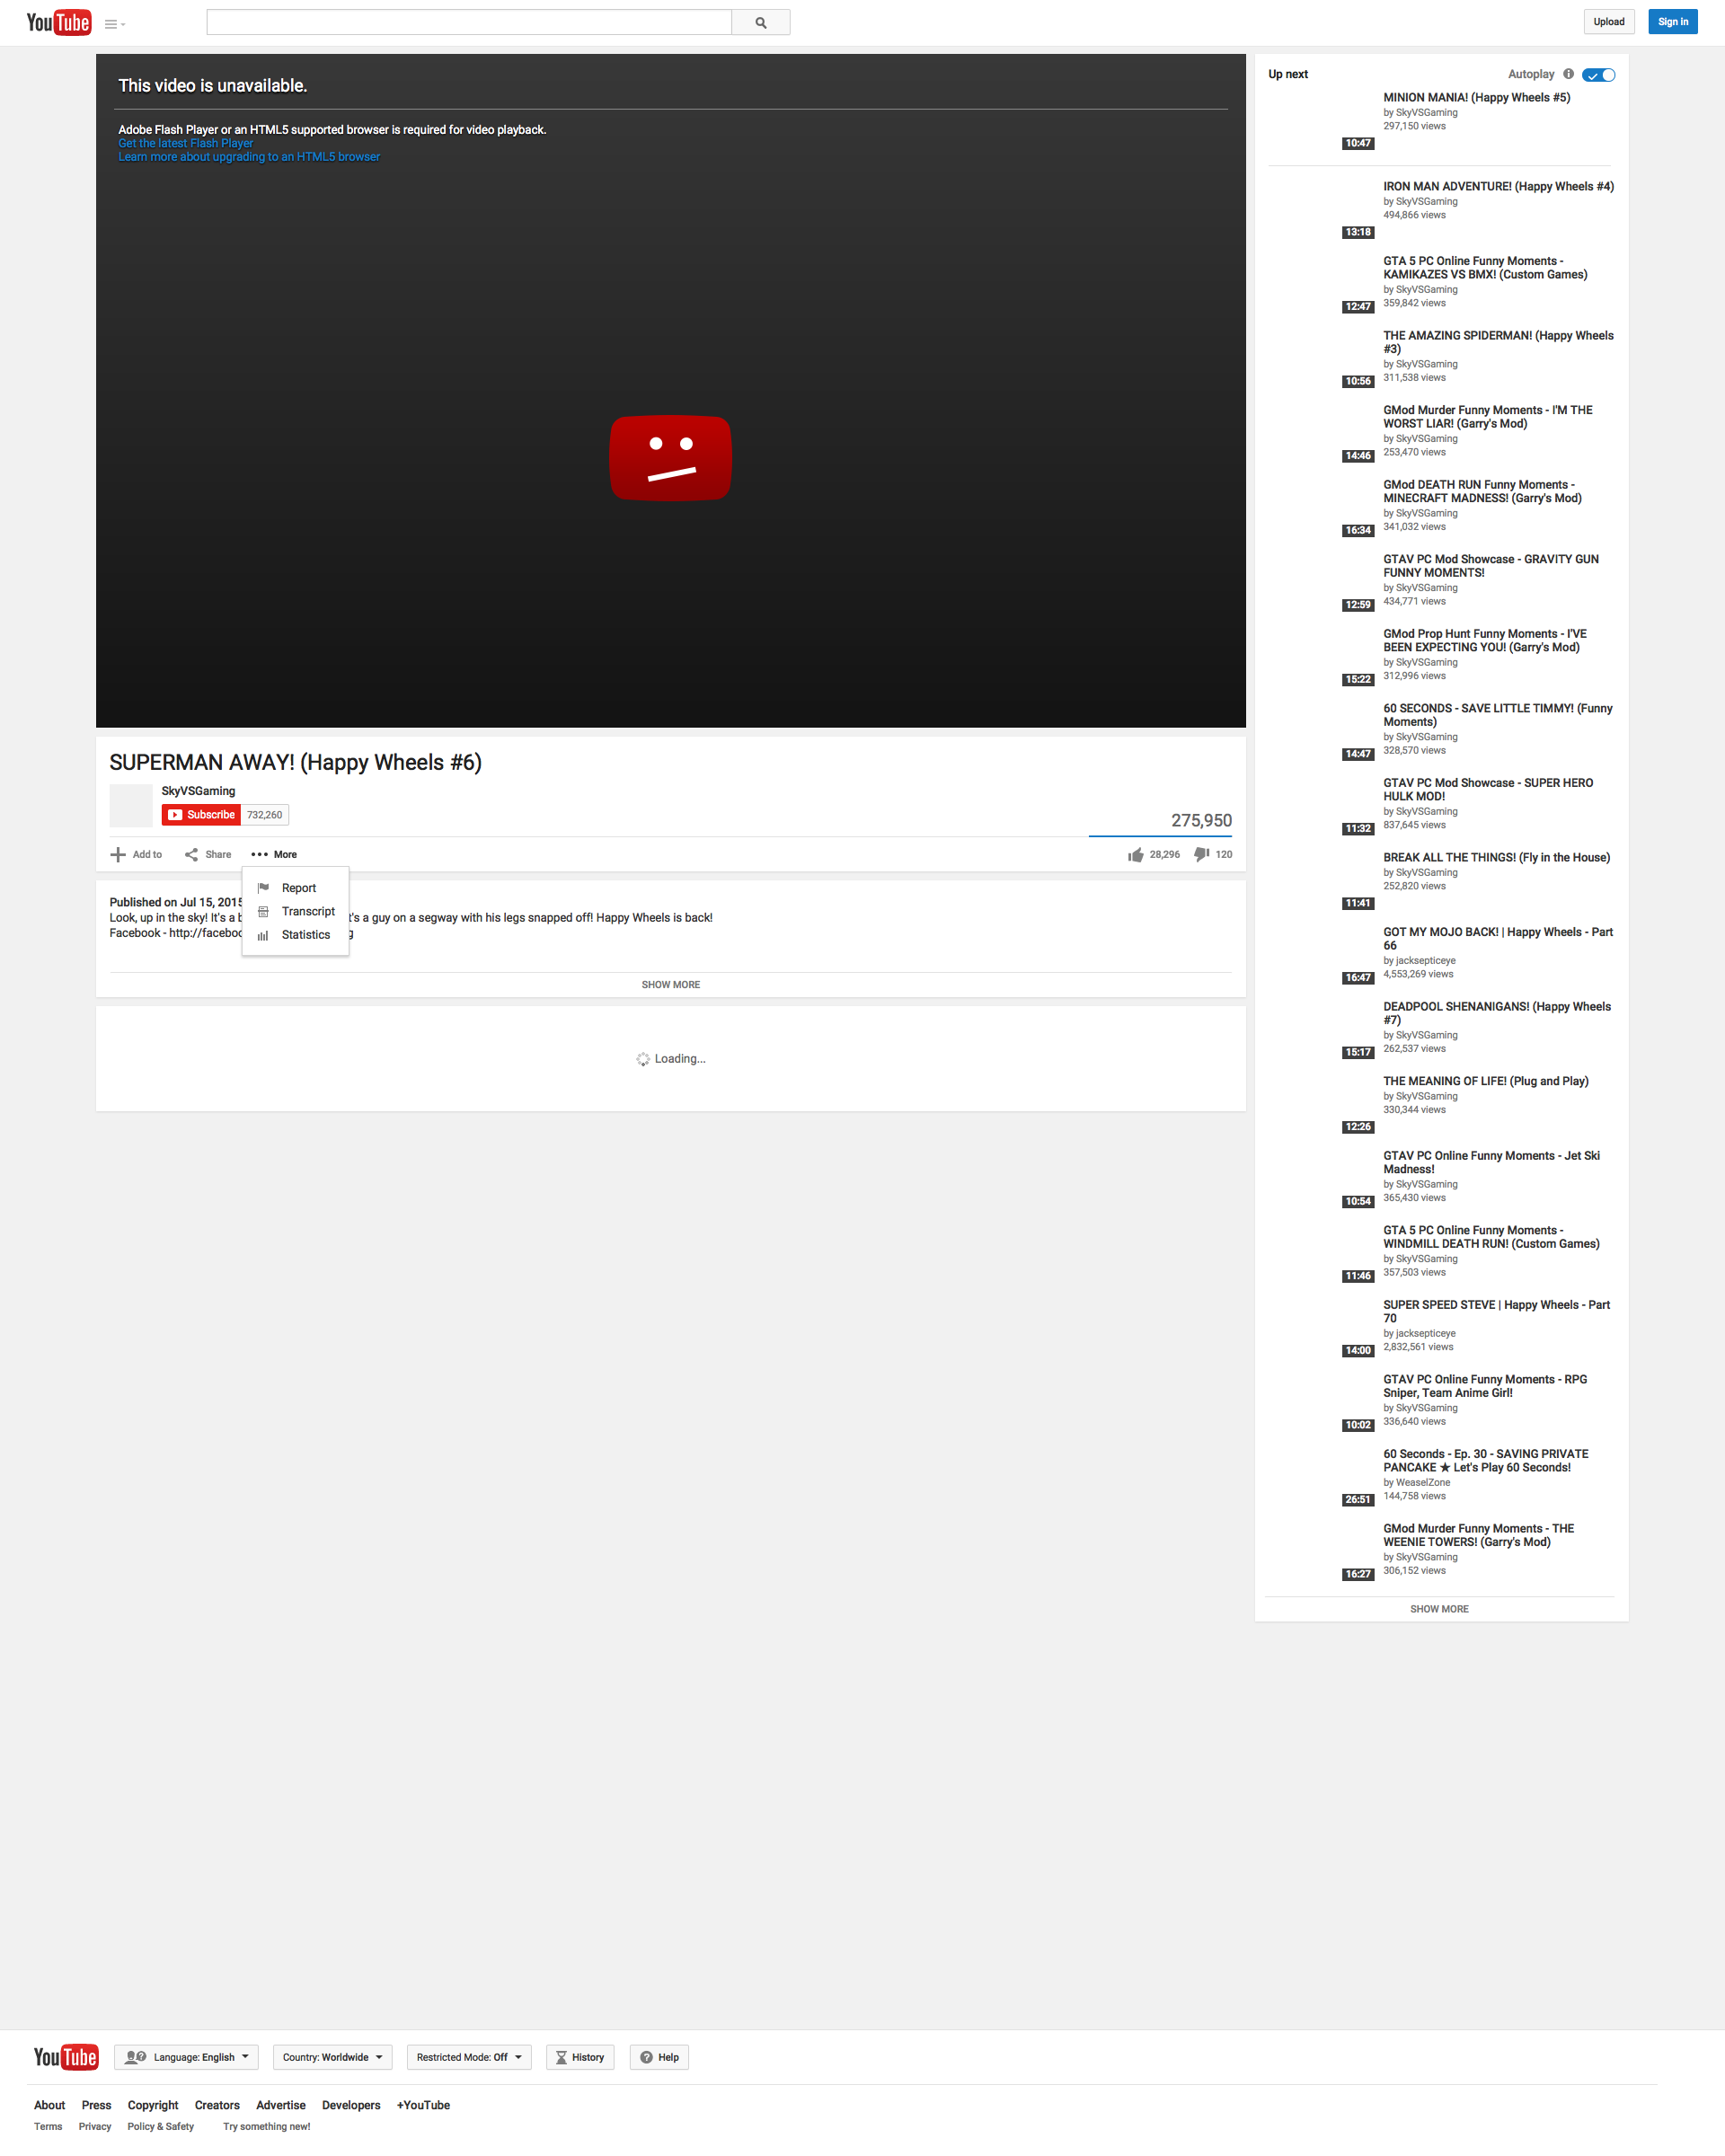 YouTube
Upload
Sign in
This video is unavailable.
Adobe Flash Player or an HTML5 supported browser is required for video playback.
Get the latest Flash Player
Learn more about upgrading to an HTML5 browser
SUPERMAN AWAY! (Happy Wheels #6)
SkyVSGaming
Subscribe 732,260
275,950
Add to Share More 28,296 120
Report
Transcript
Statistics
Published on Jul 15, 2015
Look, up in the sky! It's a t's a guy on a segway with his legs snapped off! Happy Wheels is back!
Facebook - http://faceboo g
SHOW MORE
Loading...
Up next Autoplay
MINION MANIA! (Happy Wheels #5)
by SkyVSGaming
297,150 views
10:47
IRON MAN ADVENTURE! (Happy Wheels #4)
by SkyVSGaming
494,866 views
13:18
GTA 5 PC Online Funny Moments -
KAMIKAZES VS BMX! (Custom Games)
by SkyVSGaming
359,842 views
12:47
THE AMAZING SPIDERMAN! (Happy Wheels
#3)
by SkyVSGaming
311,538 views
10:56
GMod Murder Funny Moments - I'M THE
WORST LIAR! (Garry's Mod)
by SkyVSGaming
253,470 views
14:46
GMod DEATH RUN Funny Moments -
MINECRAFT MADNESS! (Garry's Mod)
by SkyVSGaming
341,032 views
16:34
GTAV PC Mod Showcase - GRAVITY GUN
FUNNY MOMENTS!
by SkyVSGaming
434,771 views
12:59
GMod Prop Hunt Funny Moments - I'VE
BEEN EXPECTING YOU! (Garry's Mod)
by SkyVSGaming
312,996 views
15:22
60 SECONDS - SAVE LITTLE TIMMY! (Funny
Moments)
by SkyVSGaming
328,570 views
14:47
GTAV PC Mod Showcase - SUPER HERO
HULK MOD!
by SkyVSGaming
837,645 views
11:32
BREAK ALL THE THINGS! (Fly in the House)
by SkyVSGaming
252,820 views
11:41
GOT MY MOJO BACK! | Happy Wheels - Part
66
by jacksepticeye
4,553,269 views
16:47
DEADPOOL SHENANIGANS! (Happy Wheels
#7)
by SkyVSGaming
262,537 views
15:17
THE MEANING OF LIFE! (Plug and Play)
by SkyVSGaming
330,344 views
12:26
GTAV PC Online Funny Moments - Jet Ski
Madness!
by SkyVSGaming
365,430 views
10:54
GTA 5 PC Online Funny Moments -
WINDMILL DEATH RUN! (Custom Games)
by SkyVSGaming
357,503 views
11:46
SUPER SPEED STEVE | Happy Wheels - Part
70
by jacksepticeye
2,832,561 views
14:00
GTAV PC Online Funny Moments - RPG
Sniper, Team Anime Girl!
by SkyVSGaming
336,640 views
10:02
60 Seconds - Ep. 30 - SAVING PRIVATE
PANCAKE ★ Let's Play 60 Seconds!
by WeaselZone
144,758 views
26:51
GMod Murder Funny Moments - THE
WEENIE TOWERS! (Garry's Mod)
by SkyVSGaming
306,152 views
16:27
SHOW MORE
YouTube Language: English Country: Worldwide Restricted Mode: Off History Help
About Press Copyright Creators Advertise Developers +YouTube
Terms Privacy Policy & Safety Try something new!